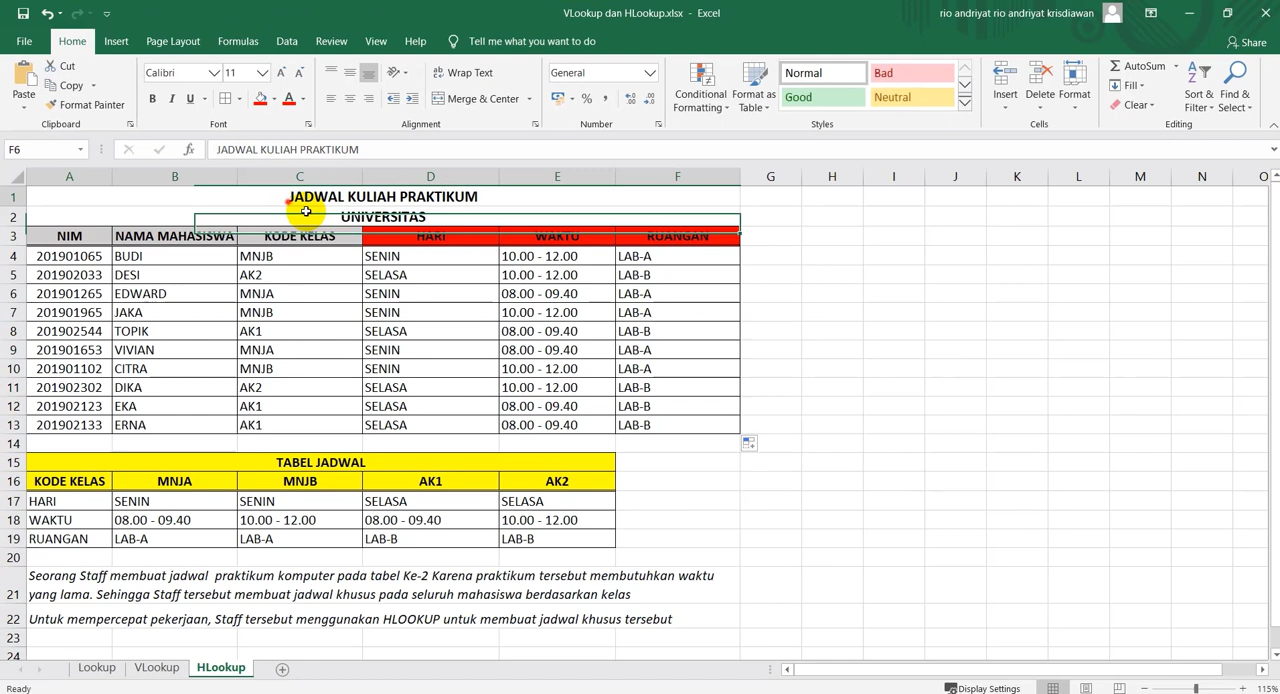 VLookup dan HLookup.xlsx - Excel
rio andriyat rio andriyat krisdiawan
File Home Insert Page Layout Formulas Data Review View Help Tell me what you want to do
Share
Paste
Cut
Copy
Format Painter
Clipboard
Calibri 11
B I U
Font
Wrap Text
Merge & Center
Alignment
General
Number
Conditional Formatting
Format as Table
Normal Bad
Good Neutral
Styles
Insert Delete Format
Cells
AutoSum
Fill
Clear
Sort & Filter
Find & Select
Editing
F6 fx JADWAL KULIAH PRAKTIKUM
A B C D E F G H I J K L M N O
1 JADWAL KULIAH PRAKTIKUM
2 UNIVERSITAS
3 NIM NAMA MAHASISWA KODE KELAS HARI WAKTU RUANGAN
4 201901065 BUDI MNJB SENIN 10.00 - 12.00 LAB-A
5 201902033 DESI AK2 SELASA 10.00 - 12.00 LAB-B
6 201901265 EDWARD MNJA SENIN 08.00 - 09.40 LAB-A
7 201901965 JAKA MNJB SENIN 10.00 - 12.00 LAB-A
8 201902544 TOPIK AK1 SELASA 08.00 - 09.40 LAB-B
9 201901653 VIVIAN MNJA SENIN 08.00 - 09.40 LAB-A
10 201901102 CITRA MNJB SENIN 10.00 - 12.00 LAB-A
11 201902302 DIKA AK2 SELASA 10.00 - 12.00 LAB-B
12 201902123 EKA AK1 SELASA 08.00 - 09.40 LAB-B
13 201902133 ERNA AK1 SELASA 08.00 - 09.40 LAB-B
14
15 TABEL JADWAL
16 KODE KELAS MNJA MNJB AK1 AK2
17 HARI SENIN SENIN SELASA SELASA
18 WAKTU 08.00 - 09.40 10.00 - 12.00 08.00 - 09.40 10.00 - 12.00
19 RUANGAN LAB-A LAB-A LAB-B LAB-B
20
Seorang Staff membuat jadwal praktikum komputer pada tabel Ke-2 Karena praktikum tersebut membutuhkan waktu
21 yang lama. Sehingga Staff tersebut membuat jadwal khusus pada seluruh mahasiswa berdasarkan kelas
22 Untuk mempercepat pekerjaan, Staff tersebut menggunakan HLOOKUP untuk membuat jadwal khusus tersebut
23
24
Lookup VLookup HLookup
Ready Display Settings 115%